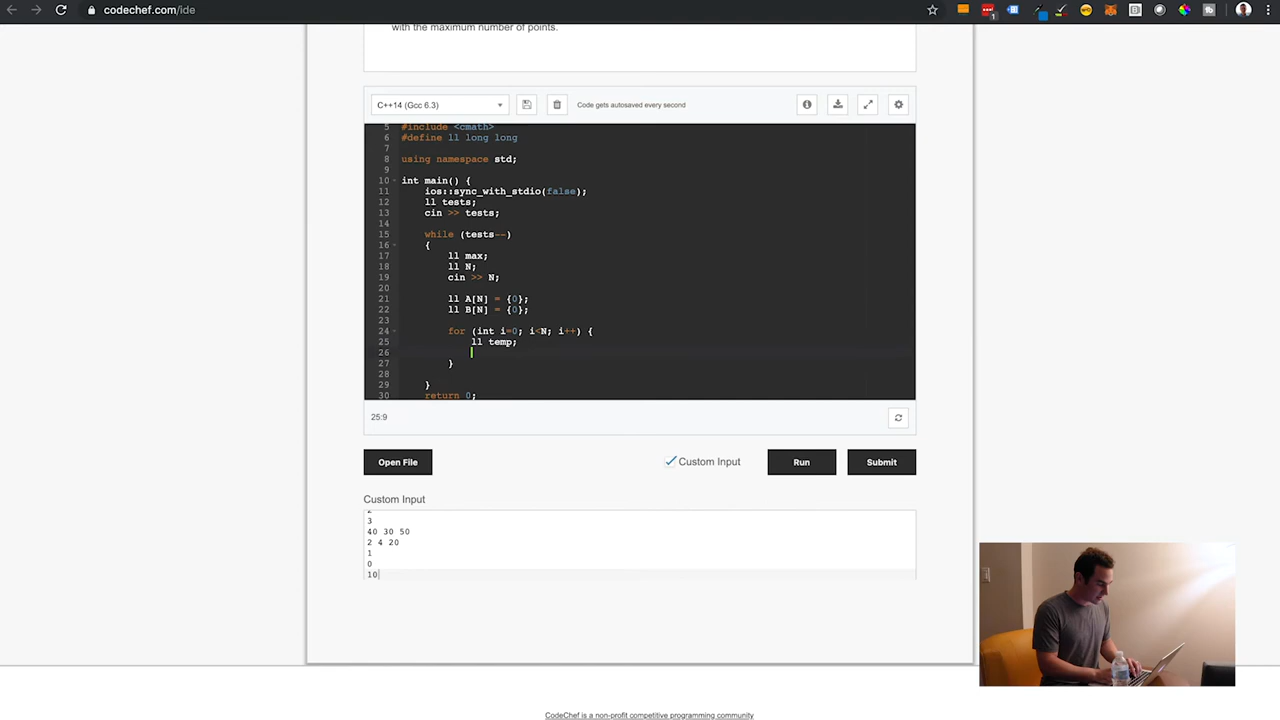 codechef.com/ide
1
with the maximum number of points.
C++14 (Gcc 6.3)
Code gets autosaved every second
5 #include <cmath>
6 #define ll long long
7
8 using namespace std;
9
10 int main() {
11 ios::sync_with_stdio(false);
12 ll tests;
13 cin >> tests;
14
15 while (tests--)
16 {
17 ll max;
18 ll N;
19 cin >> N;
20
21 ll A[N] = {0};
22 ll B[N] = {0};
23
24 for (int i=0; i<N; i++) {
25 ll temp;
26
27 }
28
29 }
30 return 0;
25:9
Open File
Custom Input
Run
Submit
Custom Input
2
3
40 30 50
2 4 20
1
0
10
CodeChef is a non-profit competitive programming community